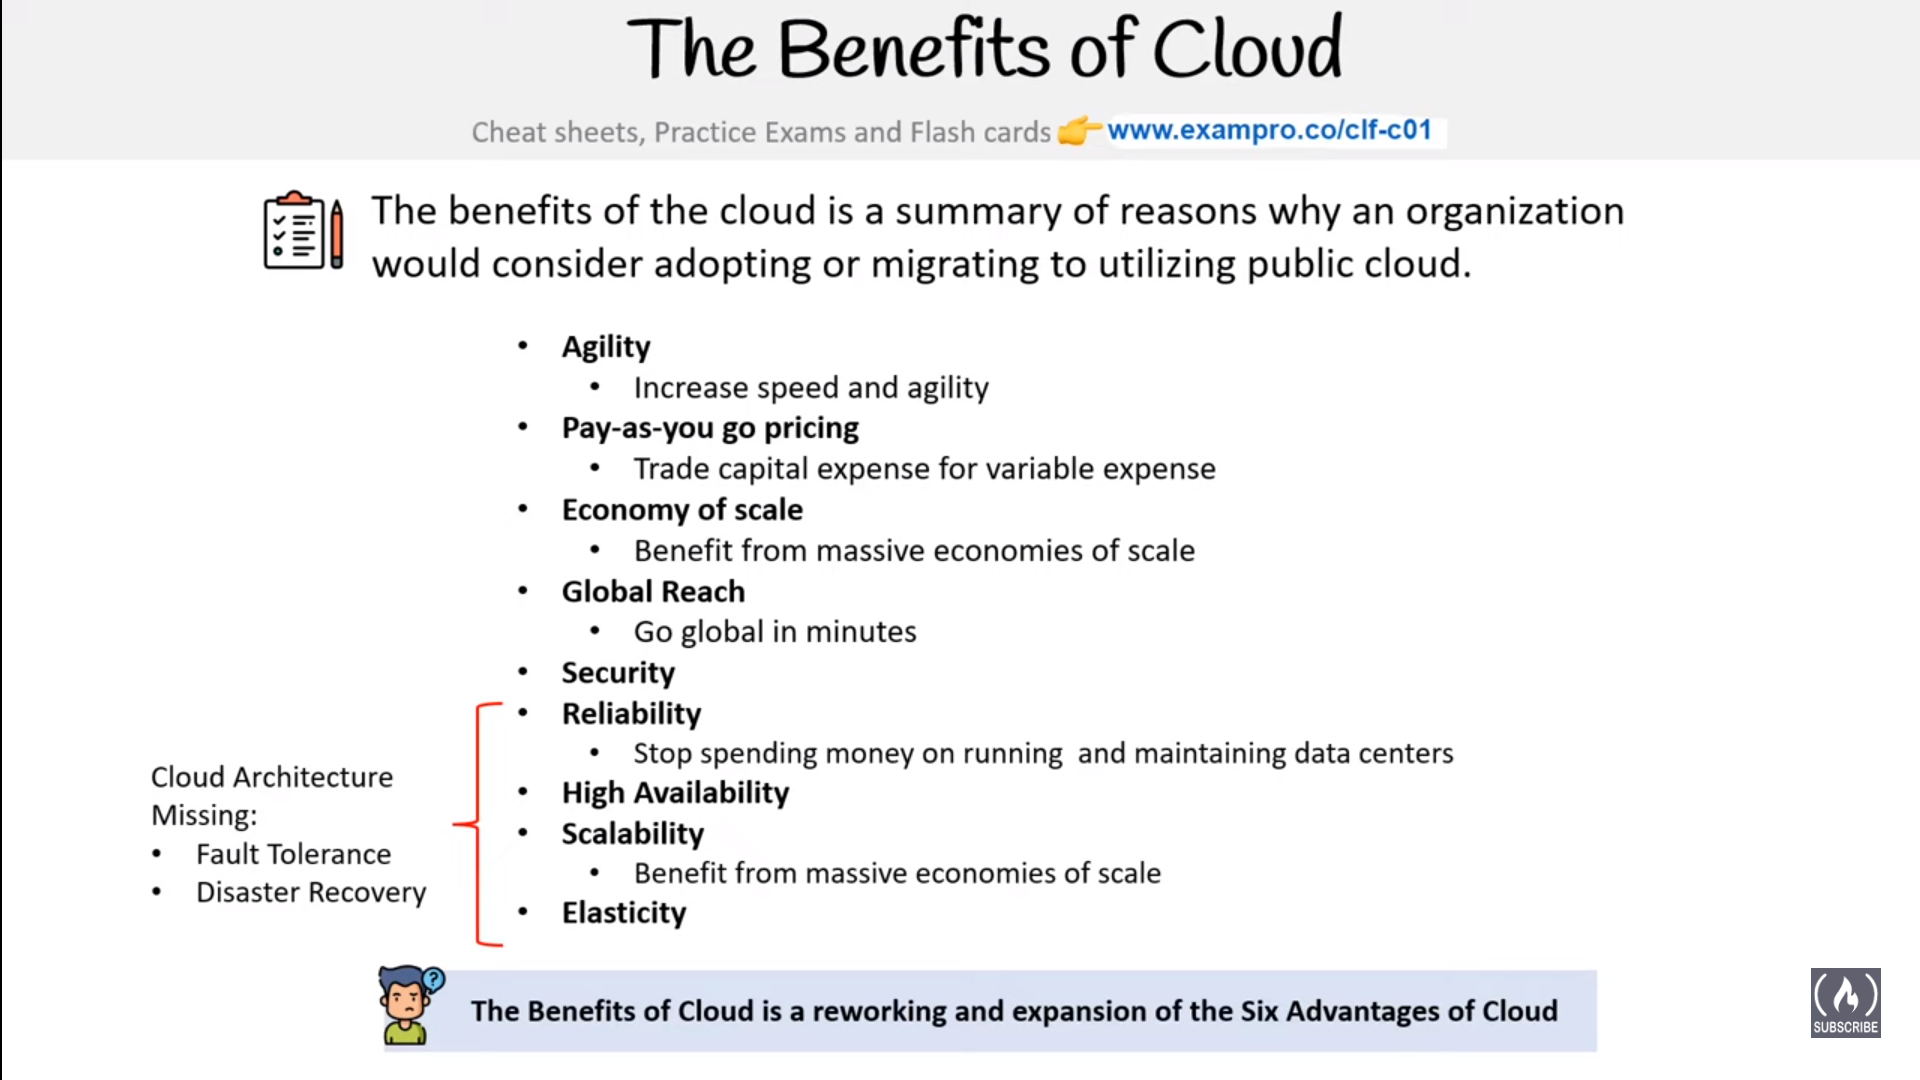 The Benefits of Cloud
Cheat sheets, Practice Exams and Flash cards 👉 www.exampro.co/clf-c01
The benefits of the cloud is a summary of reasons why an organization
would consider adopting or migrating to utilizing public cloud.
• Agility
• Increase speed and agility
• Pay-as-you go pricing
• Trade capital expense for variable expense
• Economy of scale
• Benefit from massive economies of scale
• Global Reach
• Go global in minutes
• Security
• Reliability
• Stop spending money on running  and maintaining data centers
• High Availability
• Scalability
• Benefit from massive economies of scale
• Elasticity
Cloud Architecture
Missing:
• Fault Tolerance
• Disaster Recovery
?
The Benefits of Cloud is a reworking and expansion of the Six Advantages of Cloud
SUBSCRIBE